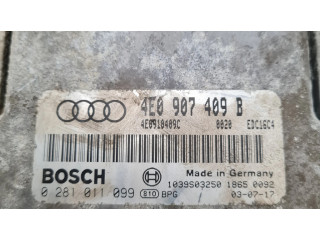 4E0 907 409 B
4E0910409C 0020 EDC16C4
BOSCH
Made in Germany
1039S03250 1865 0092
0 281 011 099 910 BPG 03-07-17